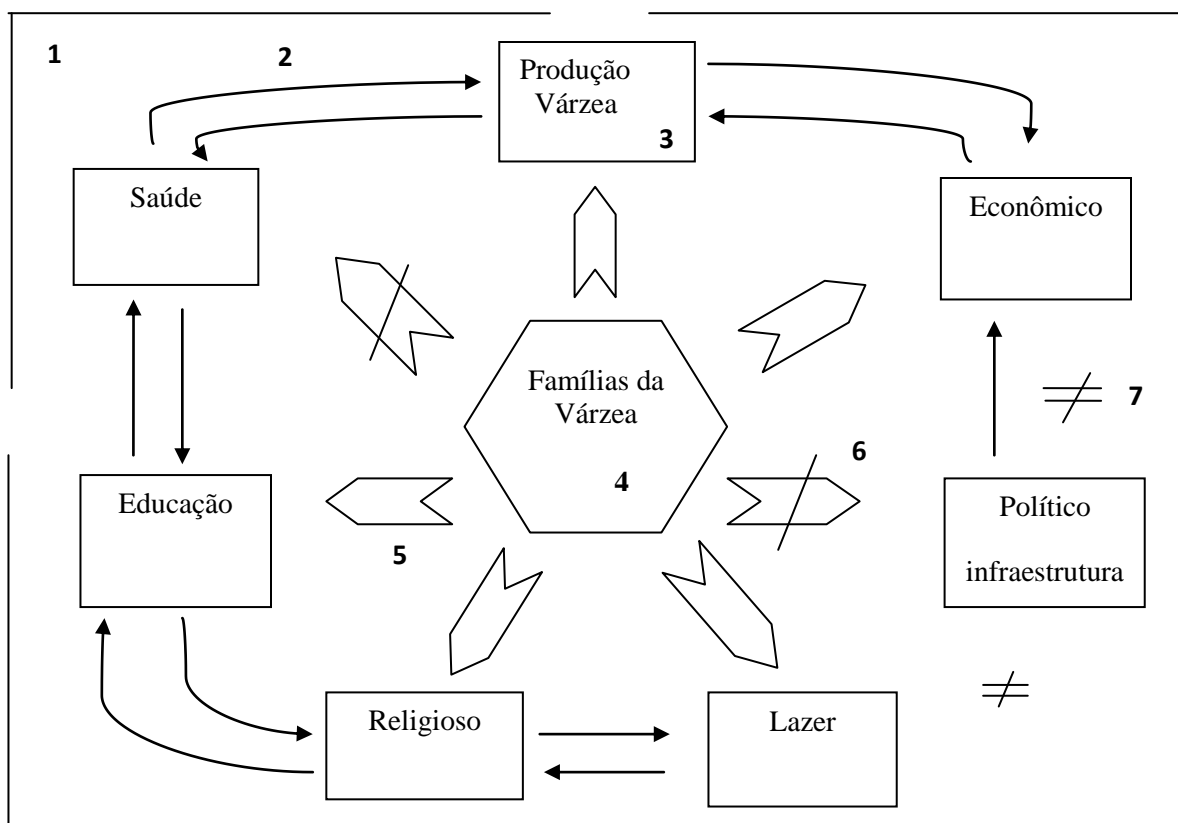 1
2
Produção
Várzea
3
Saúde
Econômico
Famílias da
Várzea
4
7
6
Educação
5
Político
infraestrutura
Religioso
Lazer